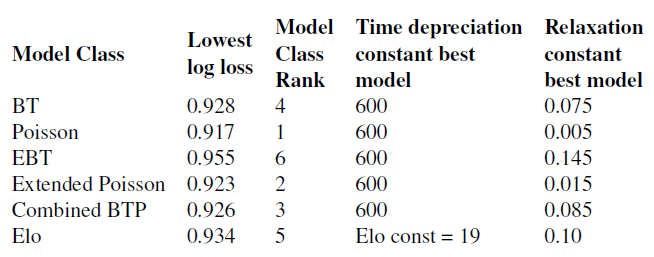 Model Class Lowest log loss Model Class Rank Time depreciation constant best model Relaxation constant best model
BT 0.928 4 600 0.075
Poisson 0.917 1 600 0.005
EBT 0.955 6 600 0.145
Extended Poisson 0.923 2 600 0.015
Combined BTP 0.926 3 600 0.085
Elo 0.934 5 Elo const = 19 0.10